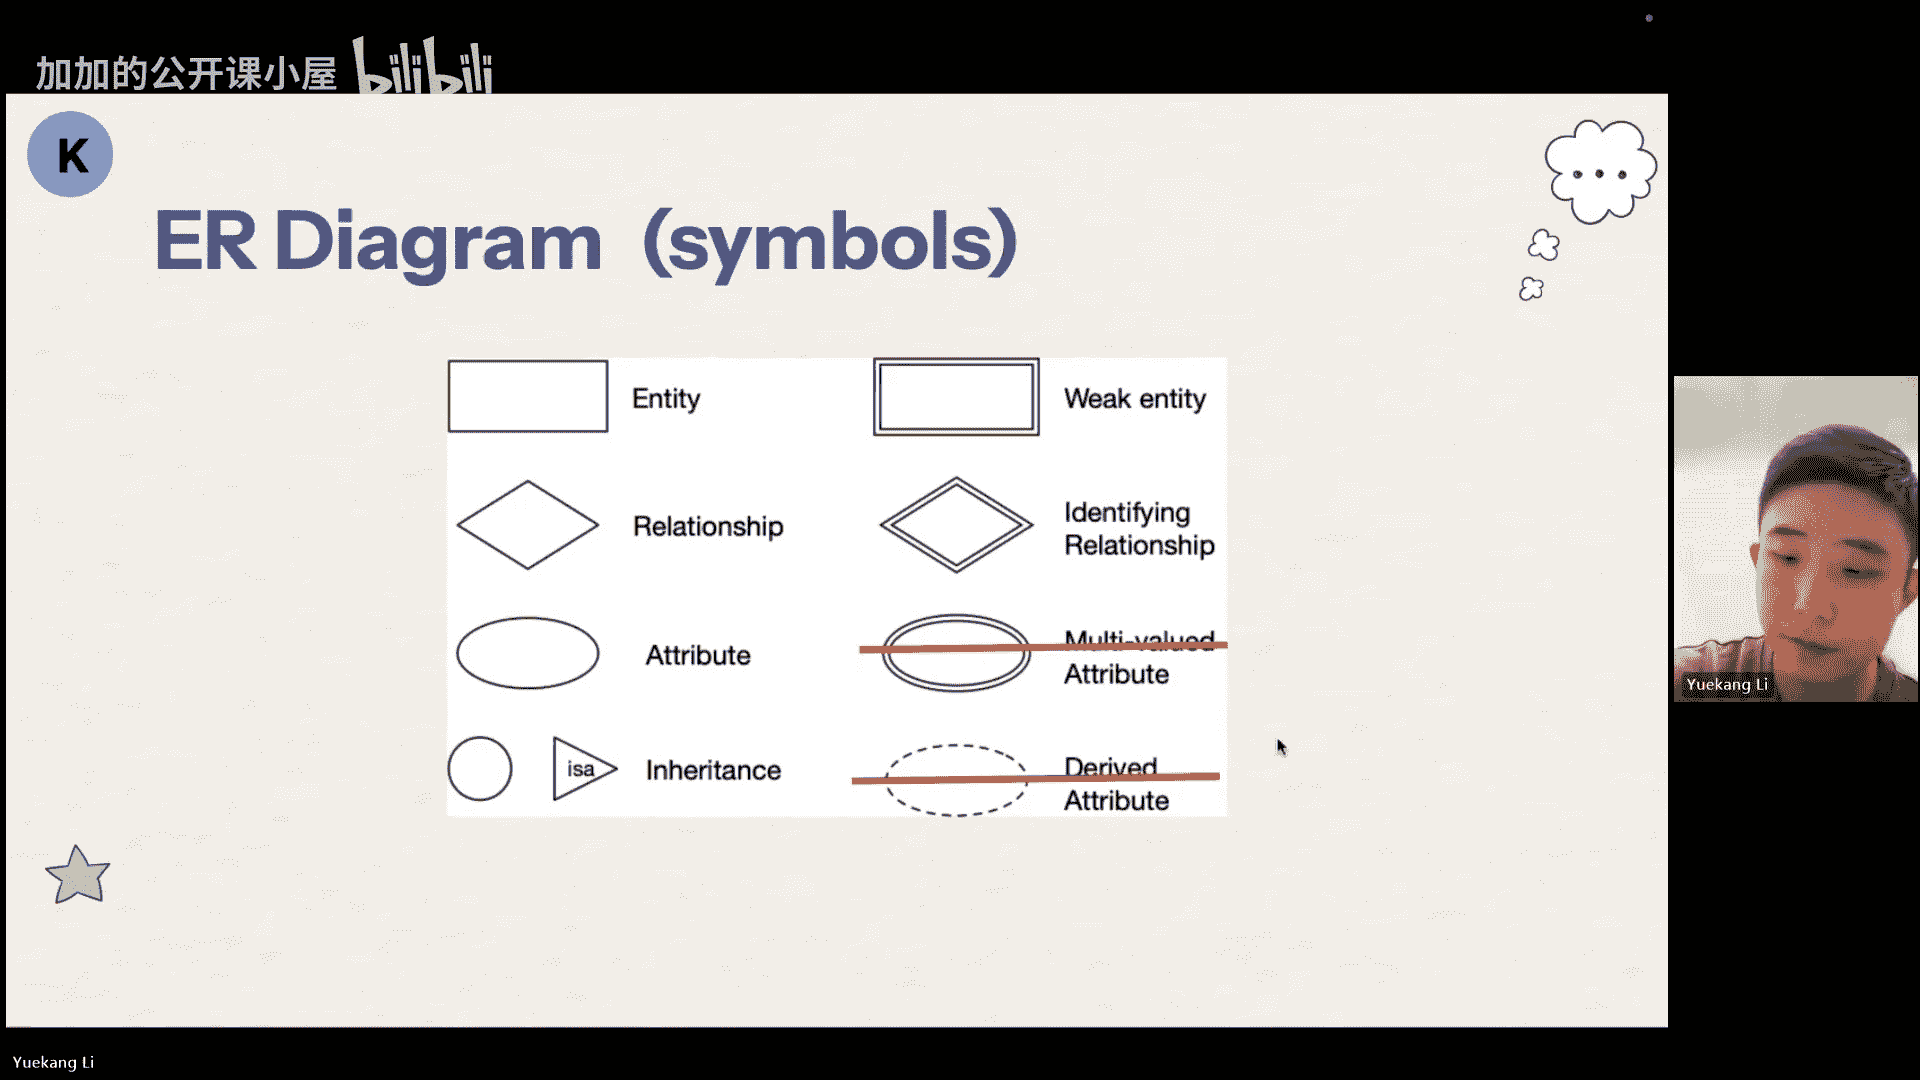 加加的公开课小屋 bilibili
K
ER Diagram (symbols)
Entity
Weak entity
Relationship
Identifying
Relationship
Attribute
Multi-valued
Attribute
isa
Inheritance
Derived
Attribute
Yuekang Li
Yuekang Li